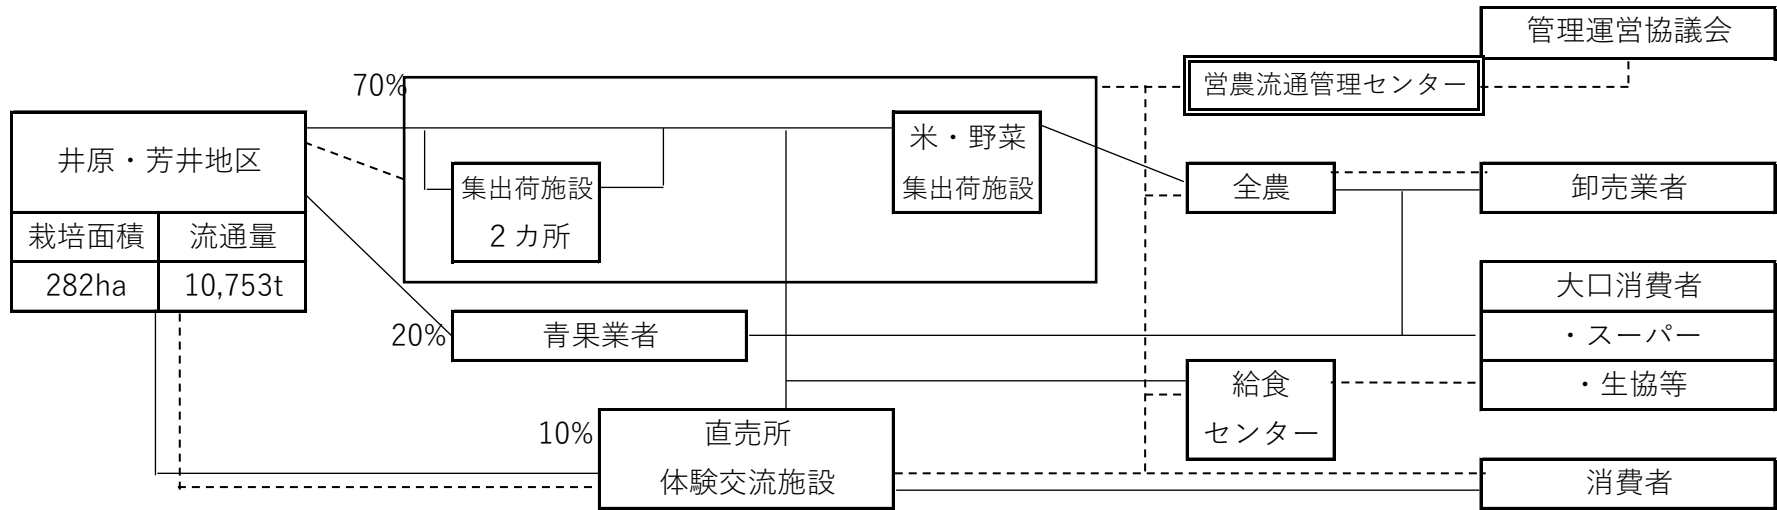 管理運営協議会
70%
営農流通管理センター
井原・芳井地区
米・野菜
集出荷施設
集出荷施設
２カ所
全農
卸売業者
栽培面積
流通量
282ha
10,753t
大口消費者
・スーパー
・生協等
20%
青果業者
給食
センター
10%
直売所
体験交流施設
消費者